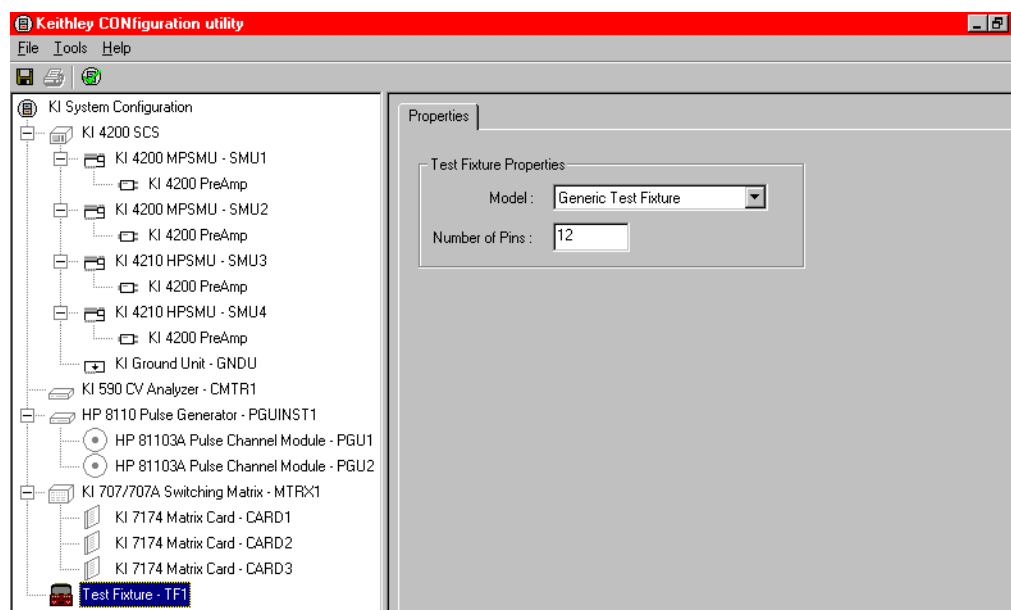 Keithley CONfiguration utility
File Tools Help
KI System Configuration
KI 4200 SCS
KI 4200 MPSMU - SMU1
KI 4200 PreAmp
KI 4200 MPSMU - SMU2
KI 4200 PreAmp
KI 4210 HPSMU - SMU3
KI 4200 PreAmp
KI 4210 HPSMU - SMU4
KI 4200 PreAmp
KI Ground Unit - GNDU
KI 590 CV Analyzer - CMTR1
HP 8110 Pulse Generator - PGUINST1
HP 81103A Pulse Channel Module - PGU1
HP 81103A Pulse Channel Module - PGU2
KI 707/707A Switching Matrix - MTRX1
KI 7174 Matrix Card - CARD1
KI 7174 Matrix Card - CARD2
KI 7174 Matrix Card - CARD3
Test Fixture - TF1
Properties
Test Fixture Properties
Model : Generic Test Fixture
Number of Pins : 12